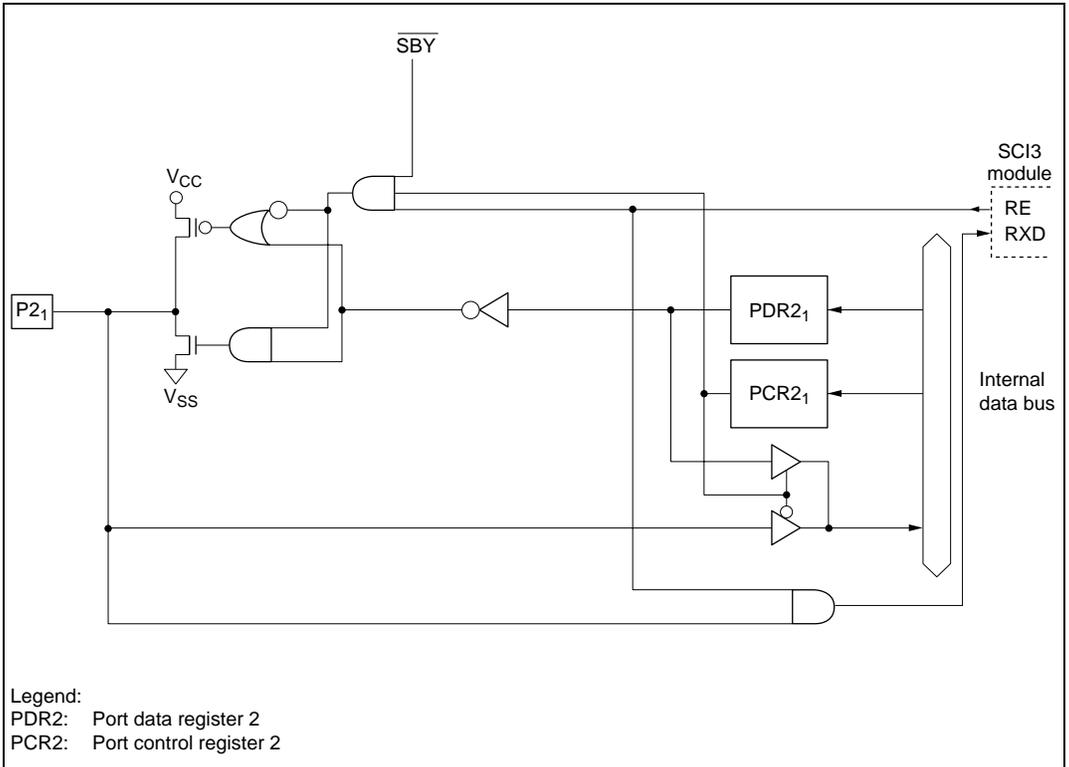 SBY
SCI3
module
VCC
RE
RXD
P21
PDR21
PCR21
Internal
data bus
VSS
Legend:
PDR2: Port data register 2
PCR2: Port control register 2